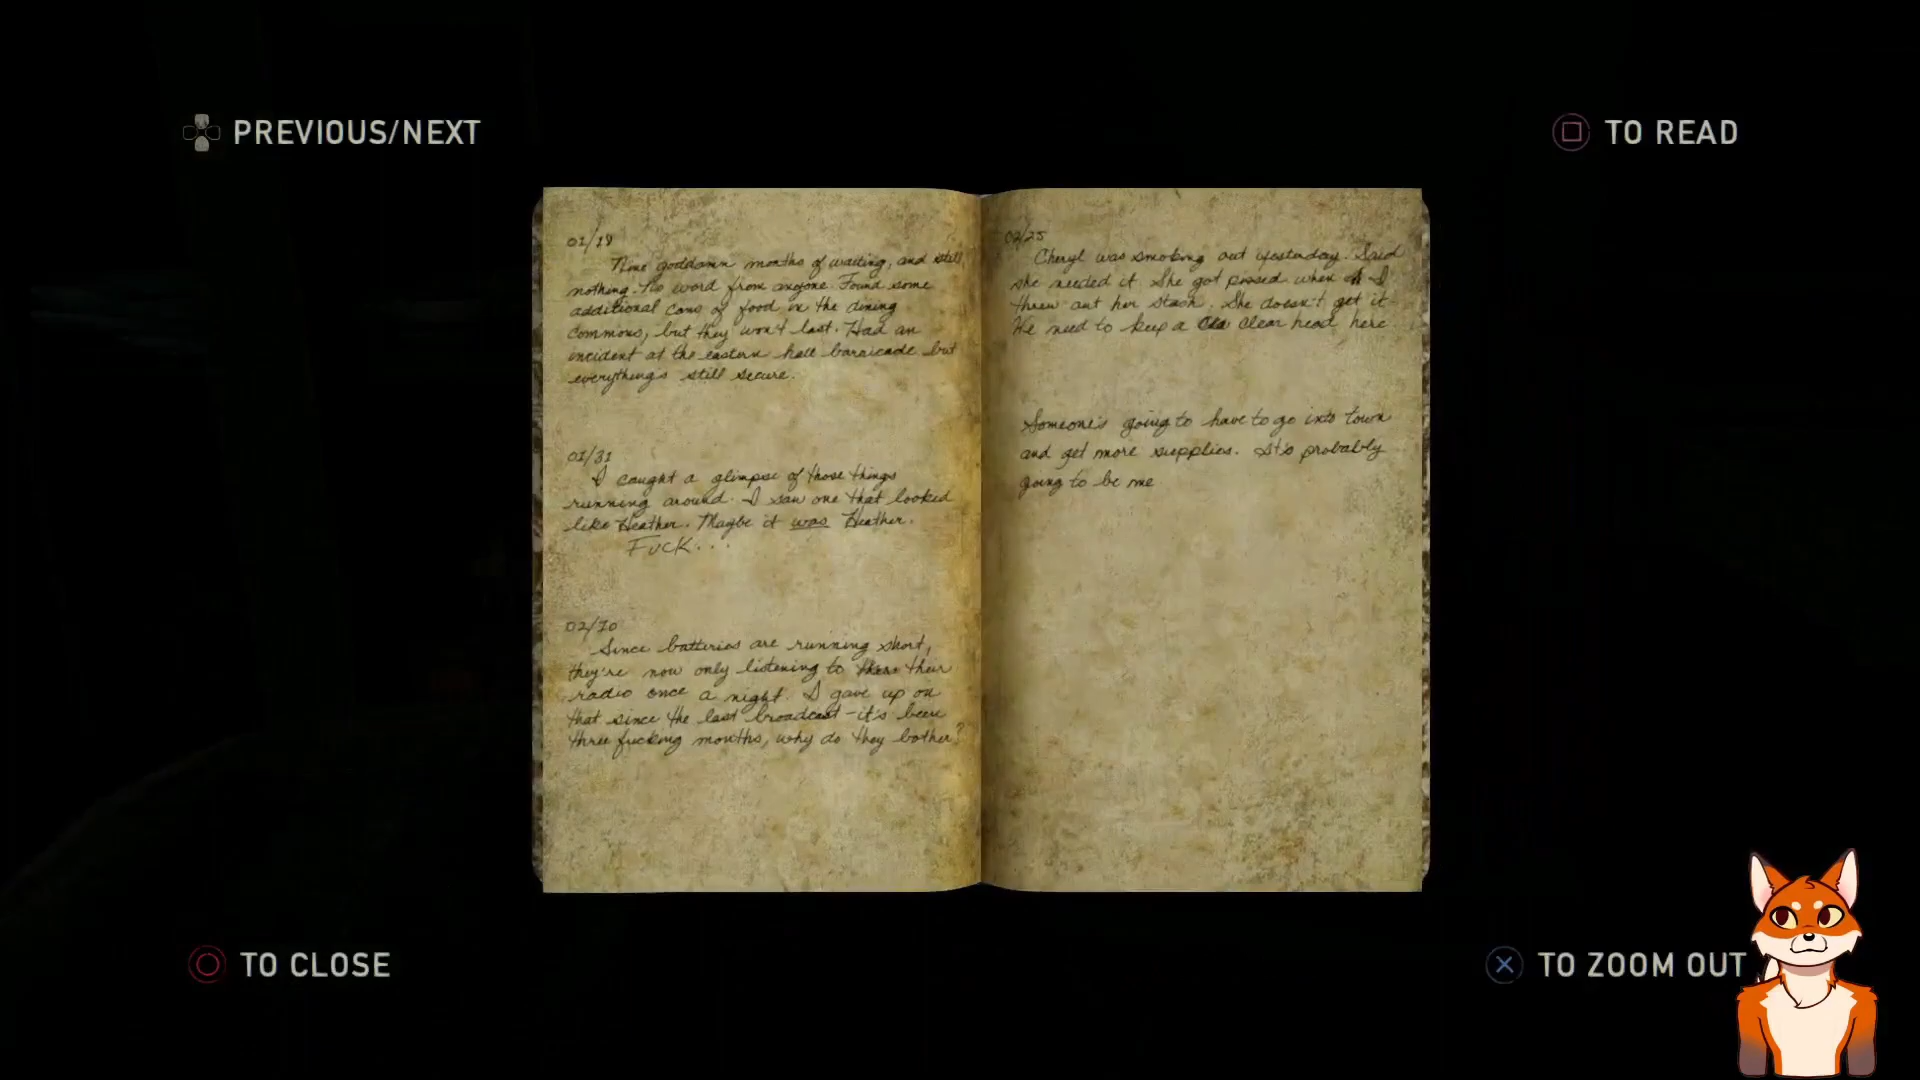 PREVIOUS/NEXT
TO READ
01/19
Nine goddamn months of waiting, and still
nothing. No word from anyone. Found some
additional cans of food in the dining
commons, but they won't last. Had an
incident at the eastern hall barricade but
everything's still secure.
01/31
I caught a glimpse of those things
running around. I saw one that looked
like Heather. Maybe it was Heather.
Fuck...
02/10
Since batteries are running short,
they're now only listening to their
radio once a night. I gave up on
that since the last broadcast - it's been
three fucking months, why do they bother?
02/25
Cheryl was smoking out yesterday. Said
she needed it. She got pissed when I
threw out her stash. She doesn't get it.
We need to keep a clear head here
Someone's going to have to go into town
and get more supplies. It's probably
going to be me
TO CLOSE
TO ZOOM OUT